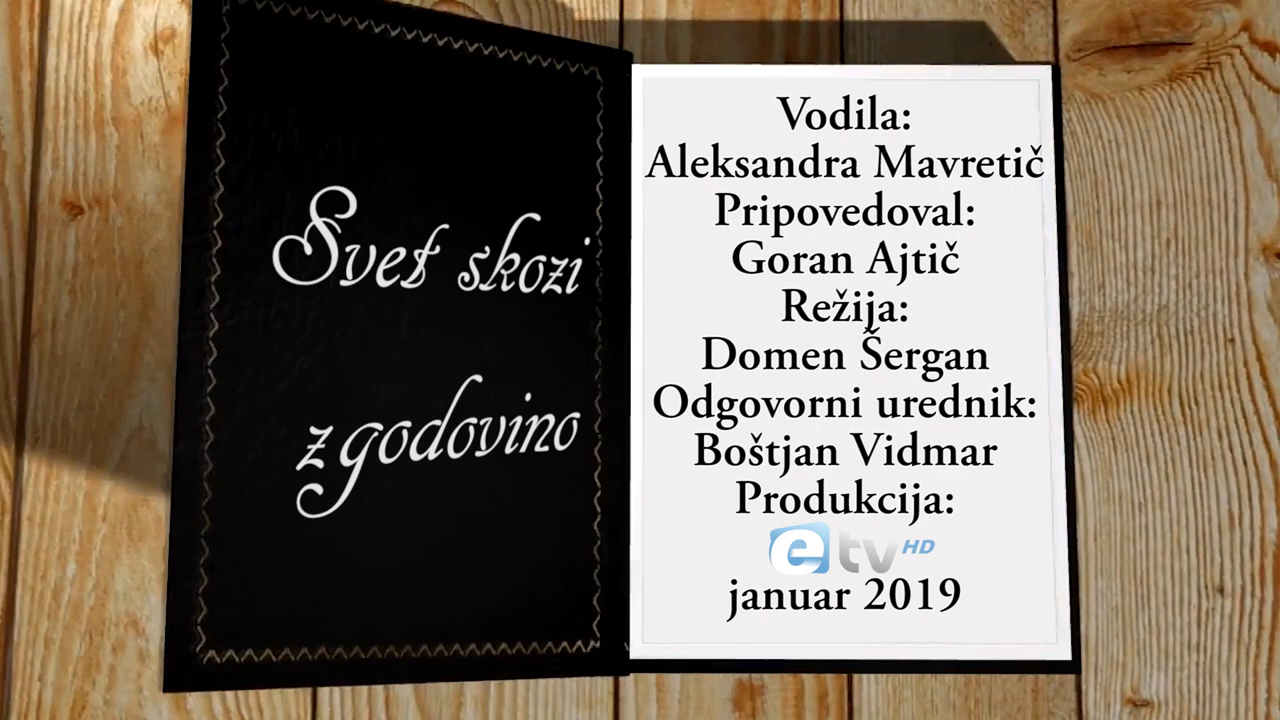 Svet skozi
zgodovino
Vodila:
Aleksandra Mavretič
Pripovedoval:
Goran Ajtič
Režija:
Domen Šergan
Odgovorni urednik:
Boštjan Vidmar
Produkcija:
etv HD
januar 2019